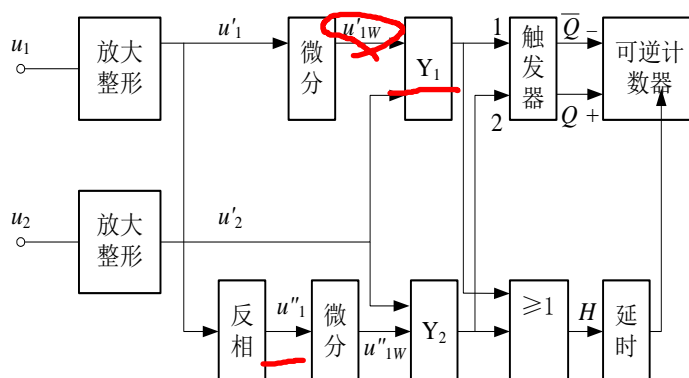 u₁
放大
整形
u'₁
微
分
u'₁W
Y₁
1
2
触
发
器
Q̅ −
Q +
可逆计
数器
u₂
放大
整形
u'₂
反
相
u"₁
微
分
u"₁W
Y₂
≥1
H
延
时